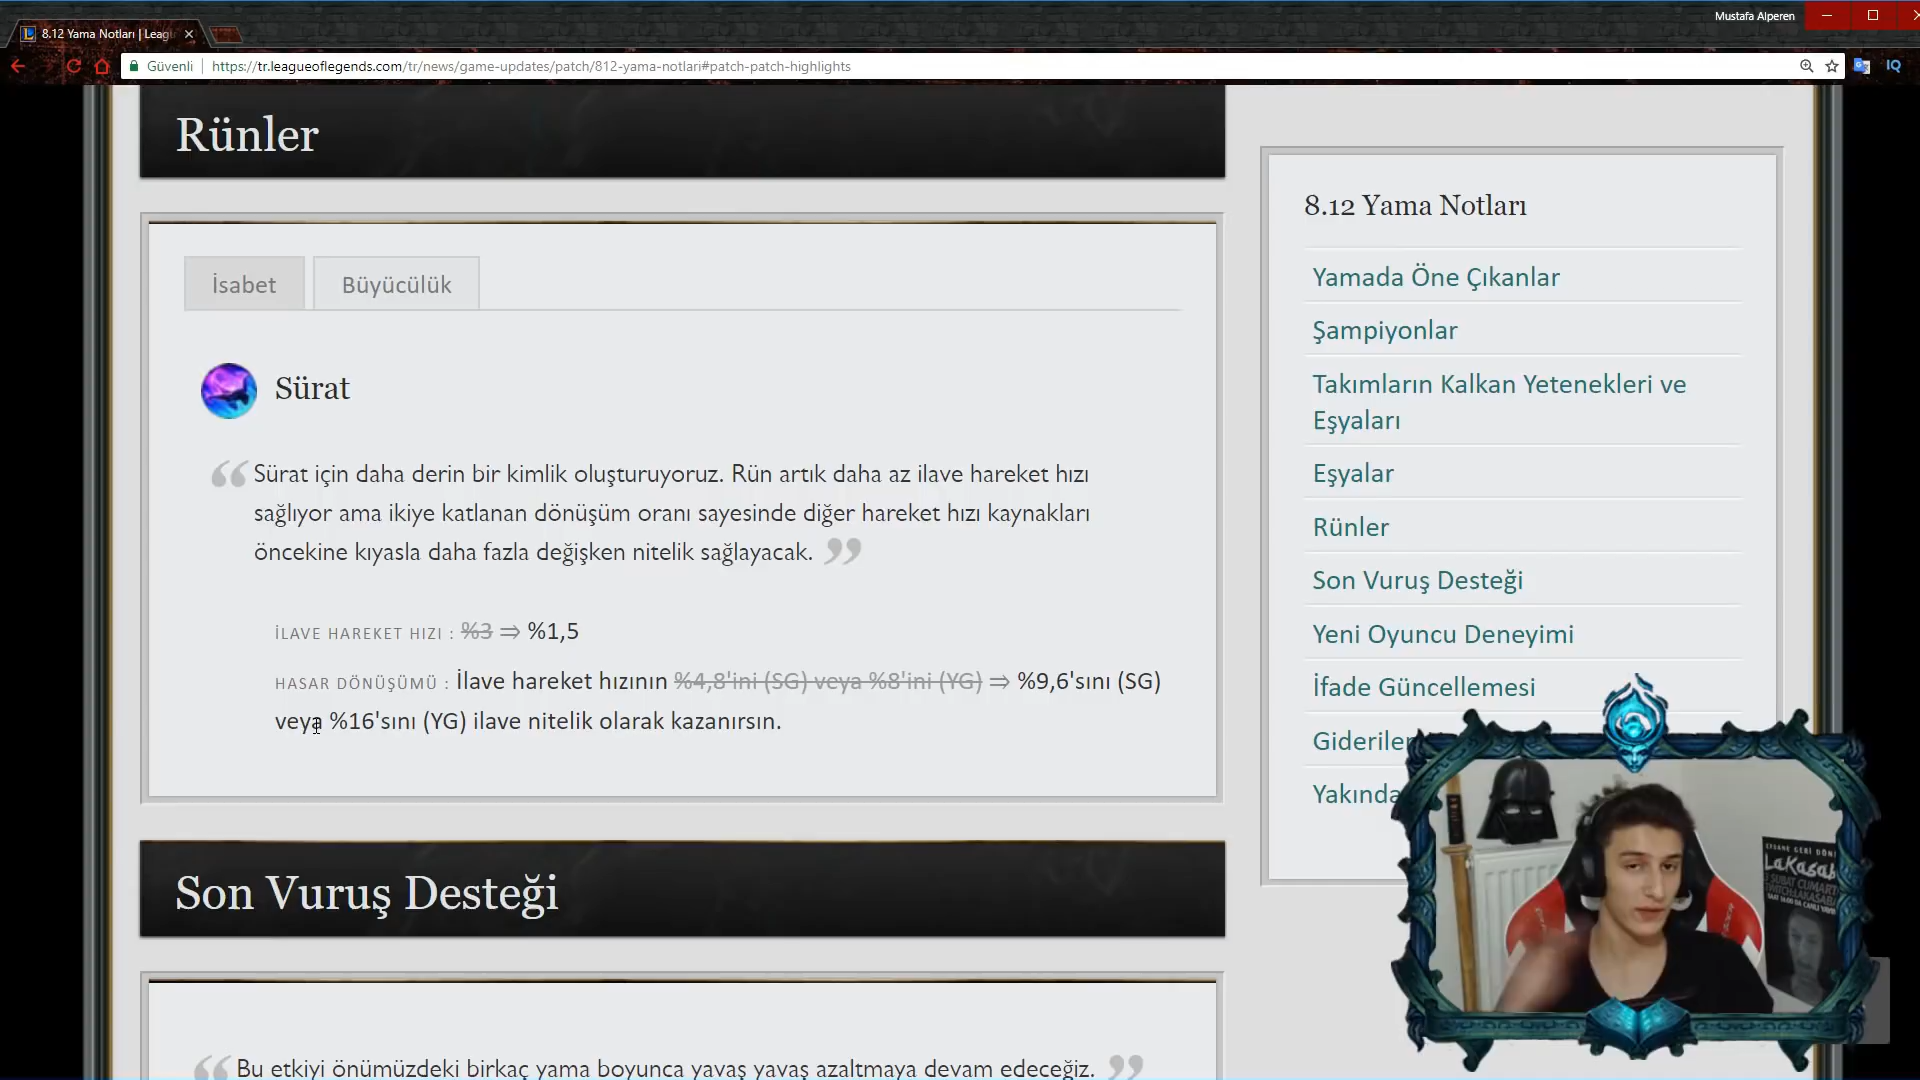 Mustafa Alperen
8.12 Yama Notları | Leag
Güvenli
https://tr.leagueoflegends.com/tr/news/game-updates/patch/812-yama-notlari#patch-patch-highlights
IQ
Rünler
İsabet
Büyücülük
Sürat
“ Sürat için daha derin bir kimlik oluşturuyoruz. Rün artık daha az ilave hareket hızı
sağlıyor ama ikiye katlanan dönüşüm oranı sayesinde diğer hareket hızı kaynakları
öncekine kıyasla daha fazla değişken nitelik sağlayacak. ”
İLAVE HAREKET HIZI : %3 ⇒ %1,5
HASAR DÖNÜŞÜMÜ : İlave hareket hızının %4,8'ini (SG) veya %8'ini (YG) ⇒ %9,6'sını (SG)
veya %16'sını (YG) ilave nitelik olarak kazanırsın.
Son Vuruş Desteği
“ Bu etkiyi önümüzdeki birkaç yama boyunca yavaş yavaş azaltmaya devam edeceğiz. ”
8.12 Yama Notları
Yamada Öne Çıkanlar
Şampiyonlar
Takımların Kalkan Yetenekleri ve
Eşyaları
Eşyalar
Rünler
Son Vuruş Desteği
Yeni Oyuncu Deneyimi
İfade Güncellemesi
Giderilen
Yakında
EFSANE GERİ DÖN
LaKasaba